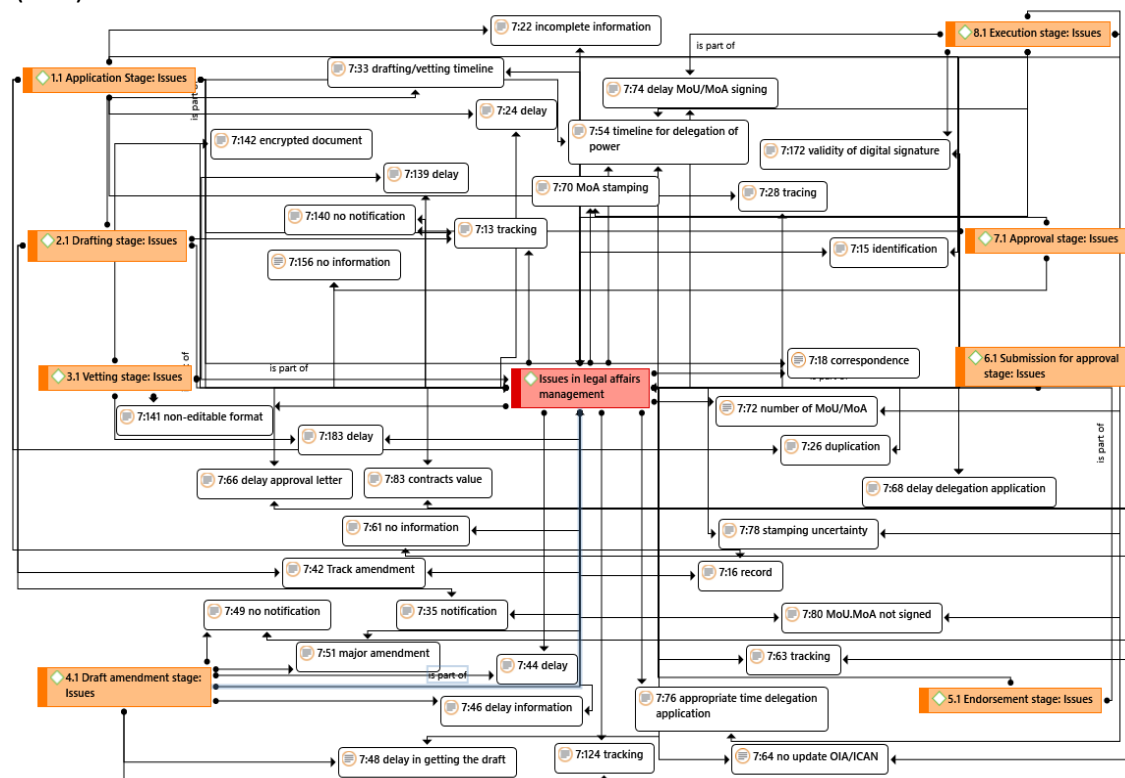 7:22 incomplete information
8.1 Execution stage: Issues
is part of
1.1 Application Stage: Issues
7:33 drafting/vetting timeline
7:74 delay MoU/MoA signing
is part of
7:24 delay
7:54 timeline for delegation of
power
7:142 encrypted document
7:172 validity of digital signature
7:139 delay
7:70 MoA stamping
7:28 tracing
7:140 no notification
7:13 tracking
2.1 Drafting stage: Issues
7.1 Approval stage: Issues
7:15 identification
7:156 no information
7:18 correspondence
6.1 Submission for approval
stage: Issues
is part of
3.1 Vetting stage: Issues
is part of
Issues in legal affairs
management
is part of
7:141 non-editable format
7:72 number of MoU/MoA
7:183 delay
7:26 duplication
is part of
7:66 delay approval letter
7:83 contracts value
7:68 delay delegation application
7:61 no information
7:78 stamping uncertainty
7:42 Track amendment
7:16 record
7:49 no notification
7:35 notification
7:80 MoU.MoA not signed
7:51 major amendment
7:44 delay
7:63 tracking
4.1 Draft amendment stage:
Issues
is part of
7:46 delay information
7:76 appropriate time delegation
application
5.1 Endorsement stage: Issues
7:48 delay in getting the draft
7:124 tracking
7:64 no update OIA/ICAN